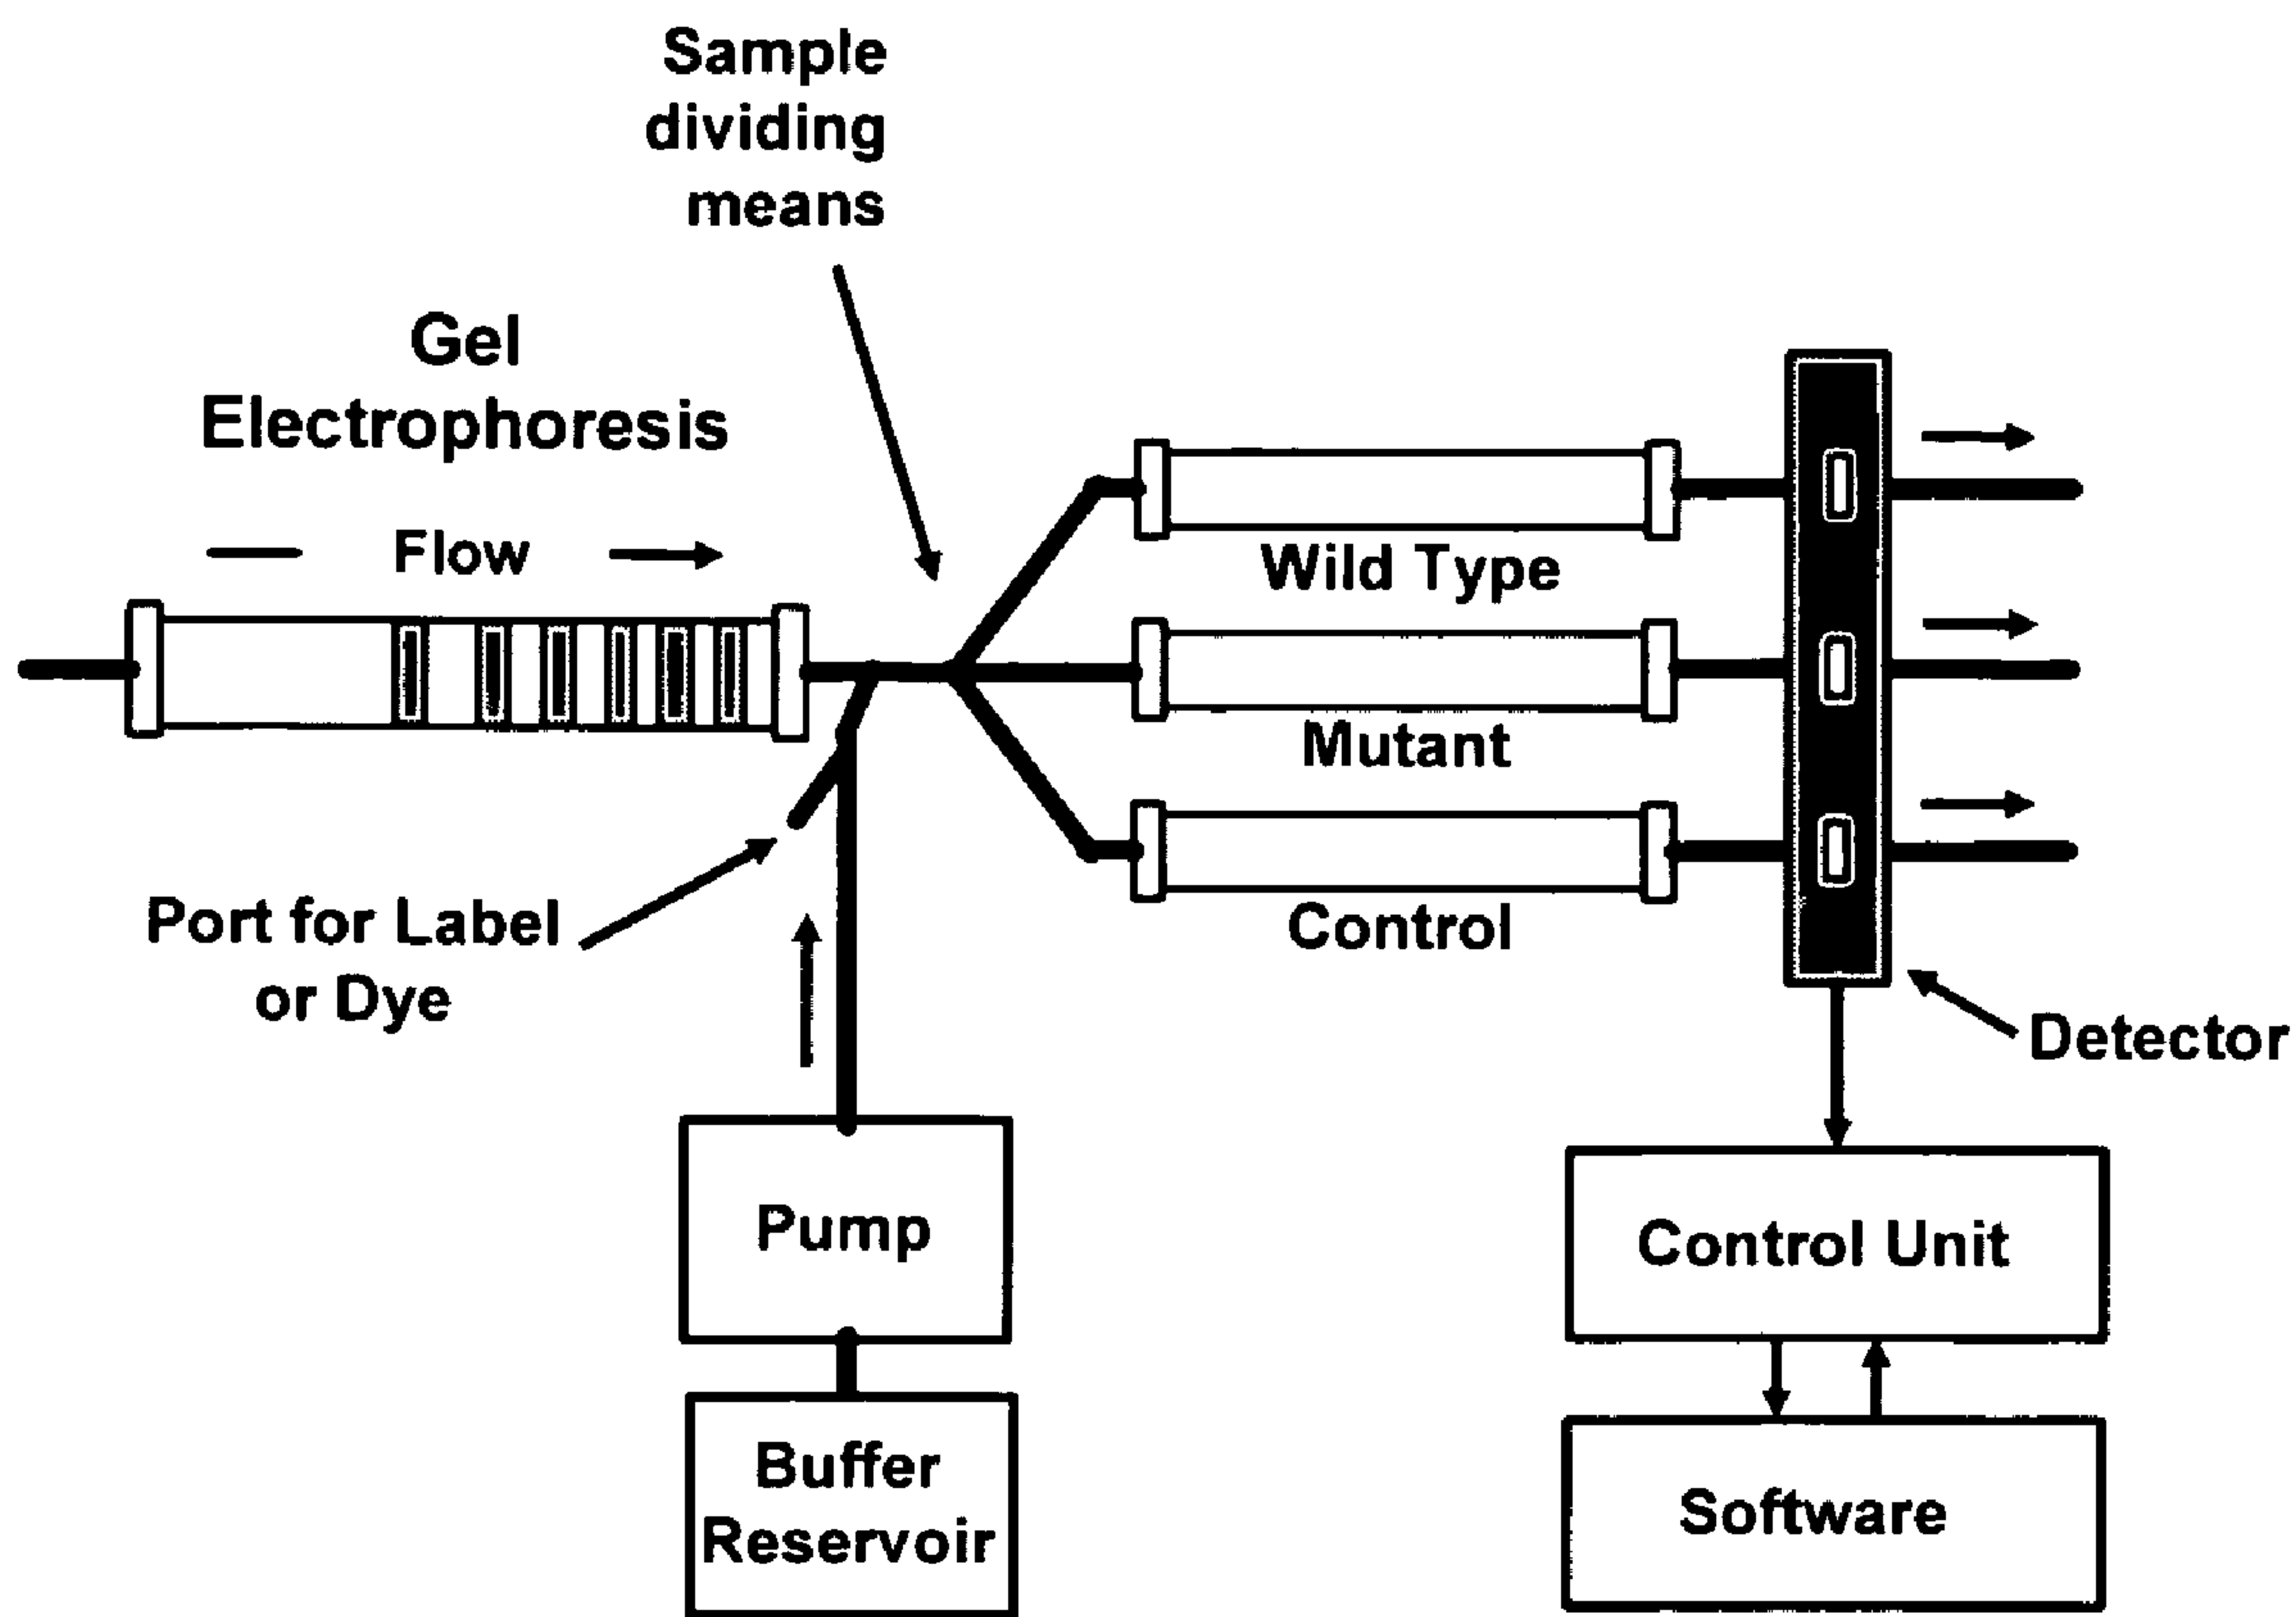 Sample
dividing
means
Gel
Electrophoresis
Flow
Wild Type
Mutant
Control
Port for Label
or Dye
Detector
Pump
Control Unit
Buffer
Reservoir
Software